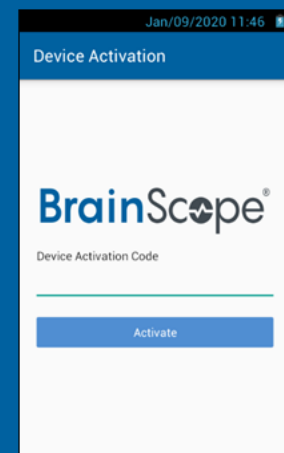 Jan/09/2020 11:46
Device Activation
BrainScope®
Device Activation Code
Activate